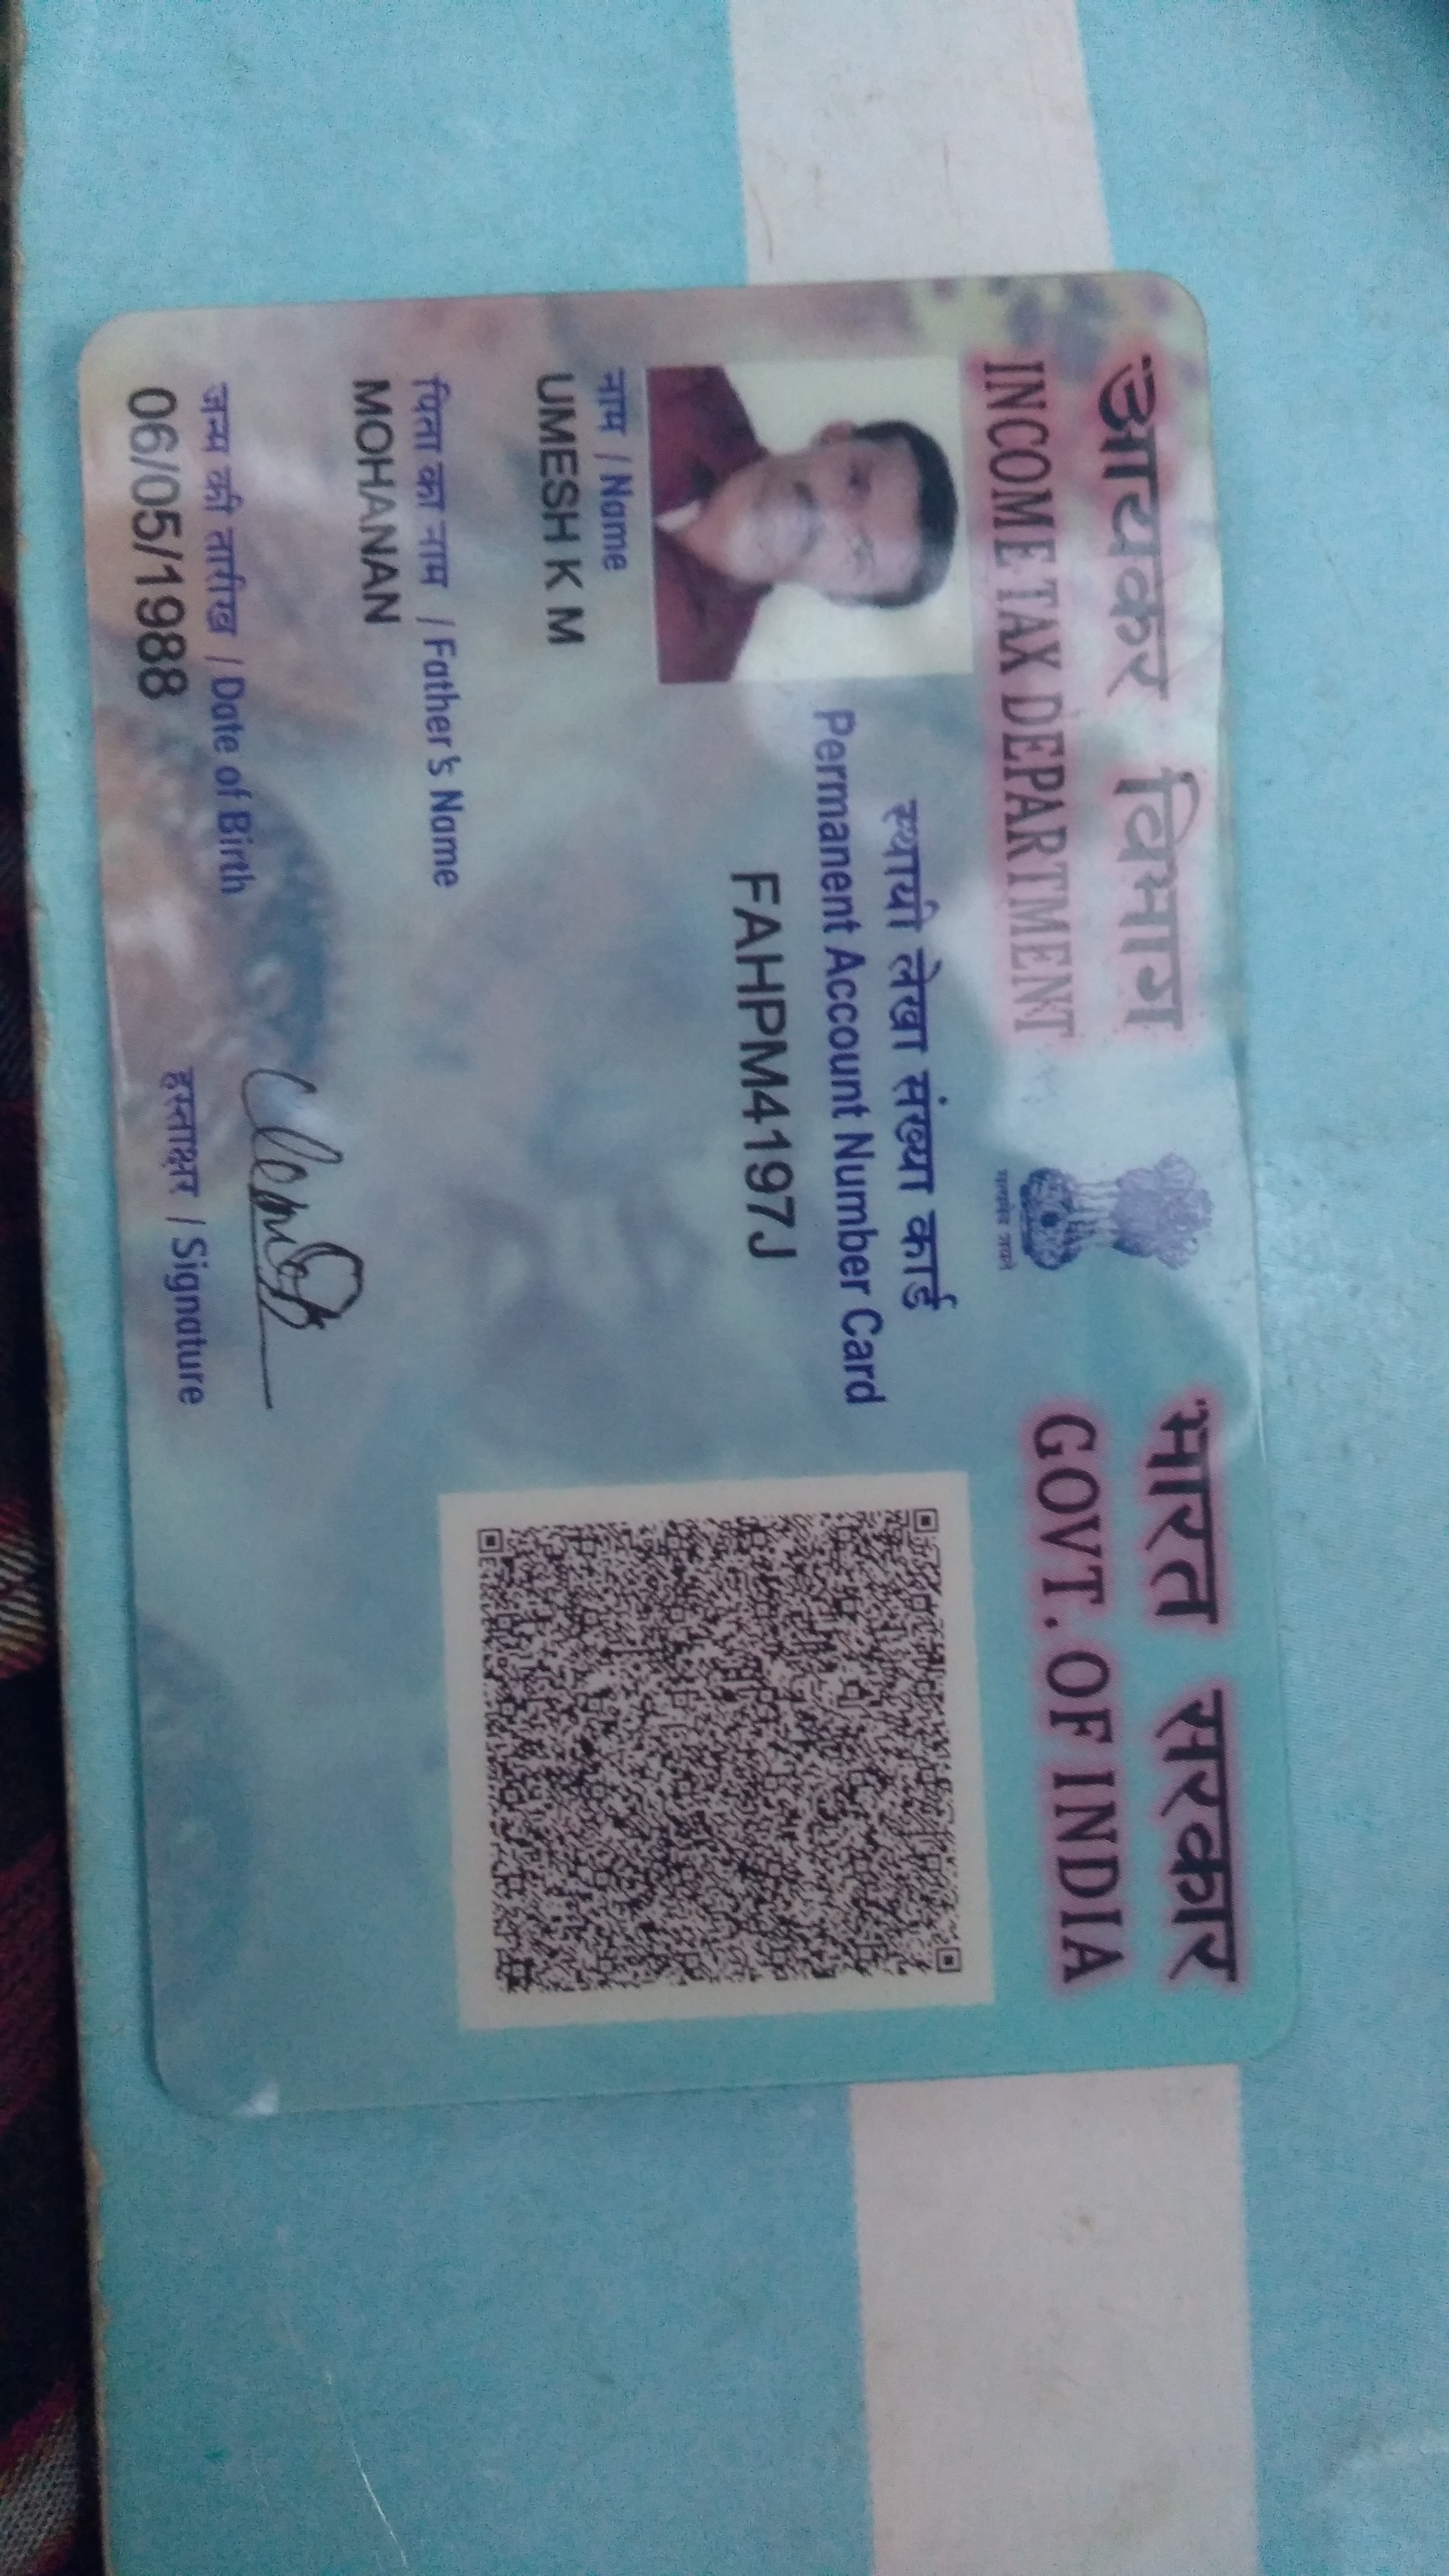 आयकर विभाग
INCOME TAX DEPARTMENT
भारत सरकार
GOVT. OF INDIA
सत्यमेव जयते
स्थायी लेखा संख्या कार्ड
Permanent Account Number Card
FAHPM4197J
नाम / Name
UMESH K M
पिता का नाम / Father's Name
MOHANAN
जन्म की तारीख / Date of Birth
06/05/1988
हस्ताक्षर / Signature